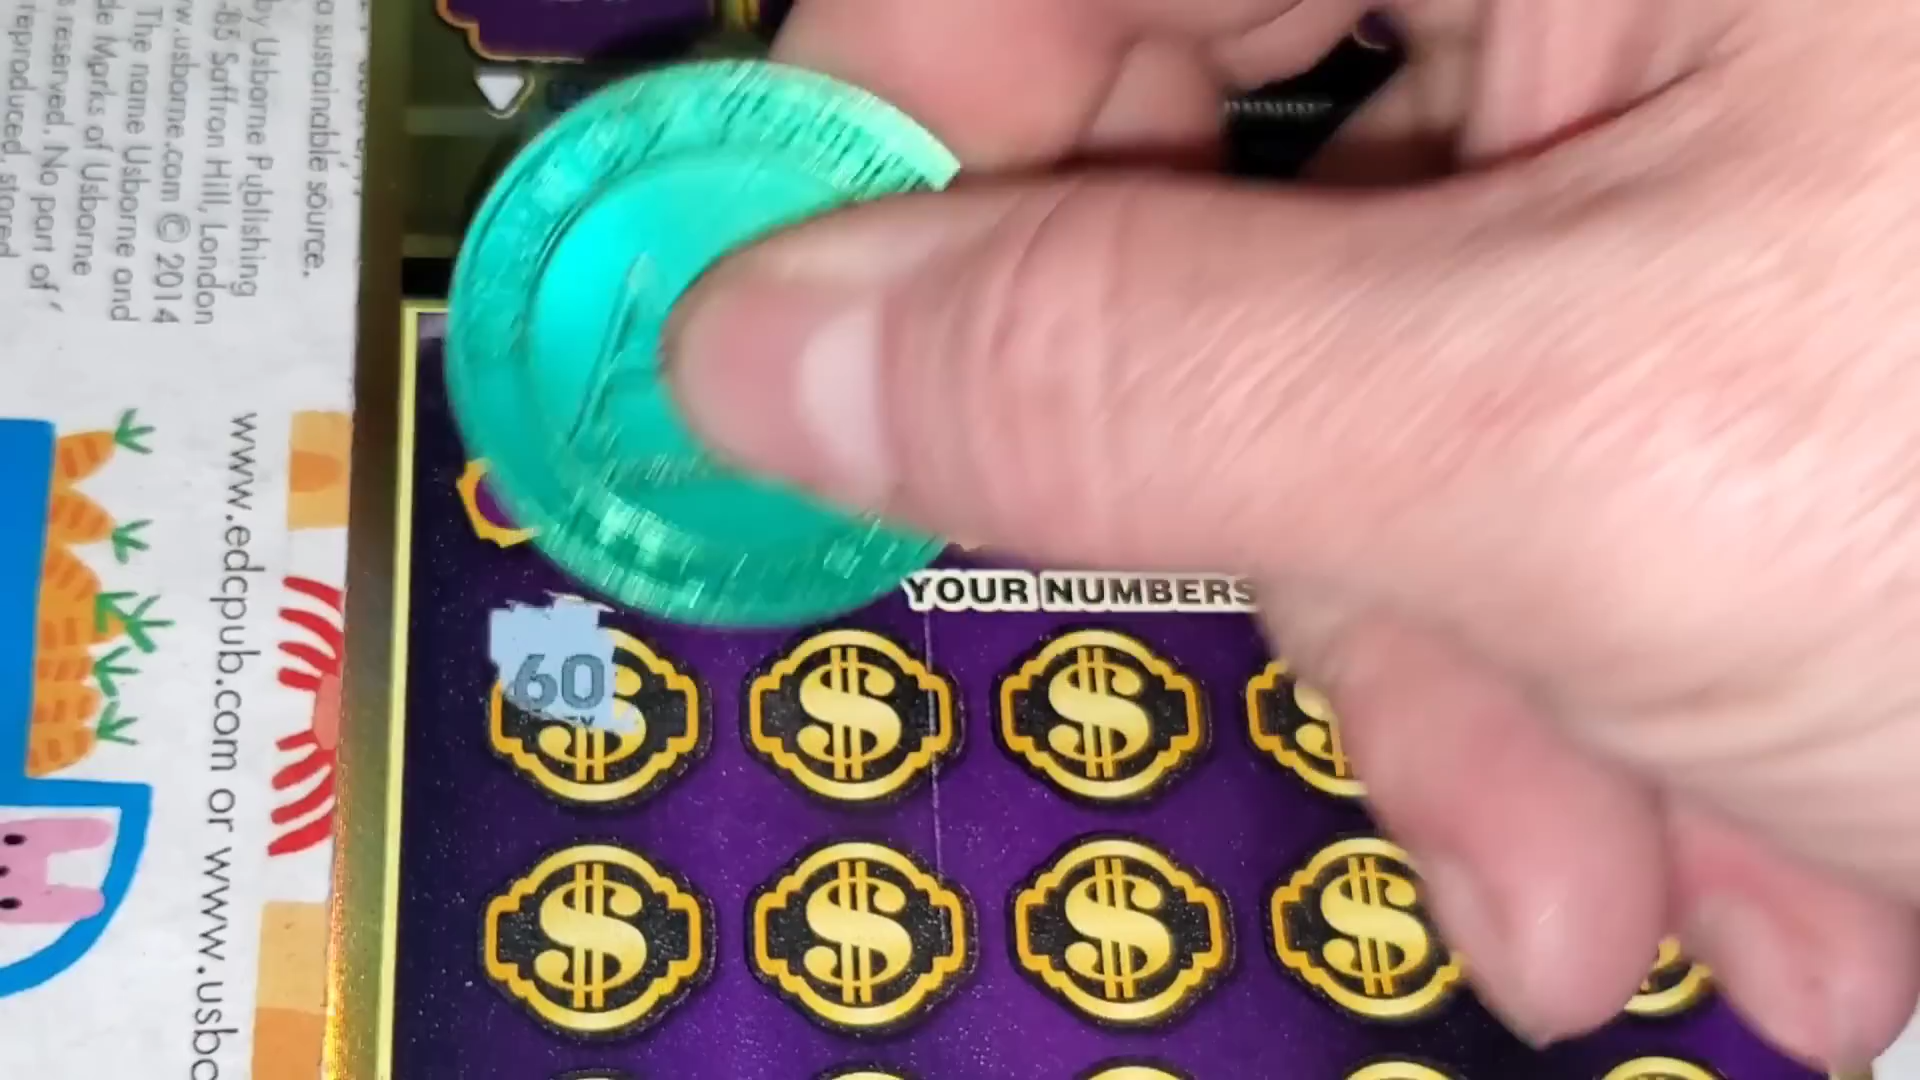 a sustainable source.
by Usborne Publishing
-85 Saffron Hill, London
w.usborne.com © 2014
The name Usborne and
de Marks of Usborne
reserved. No part of
reproduced, stored
www.edcpub.com or www.usbo
YOUR NUMBERS
60